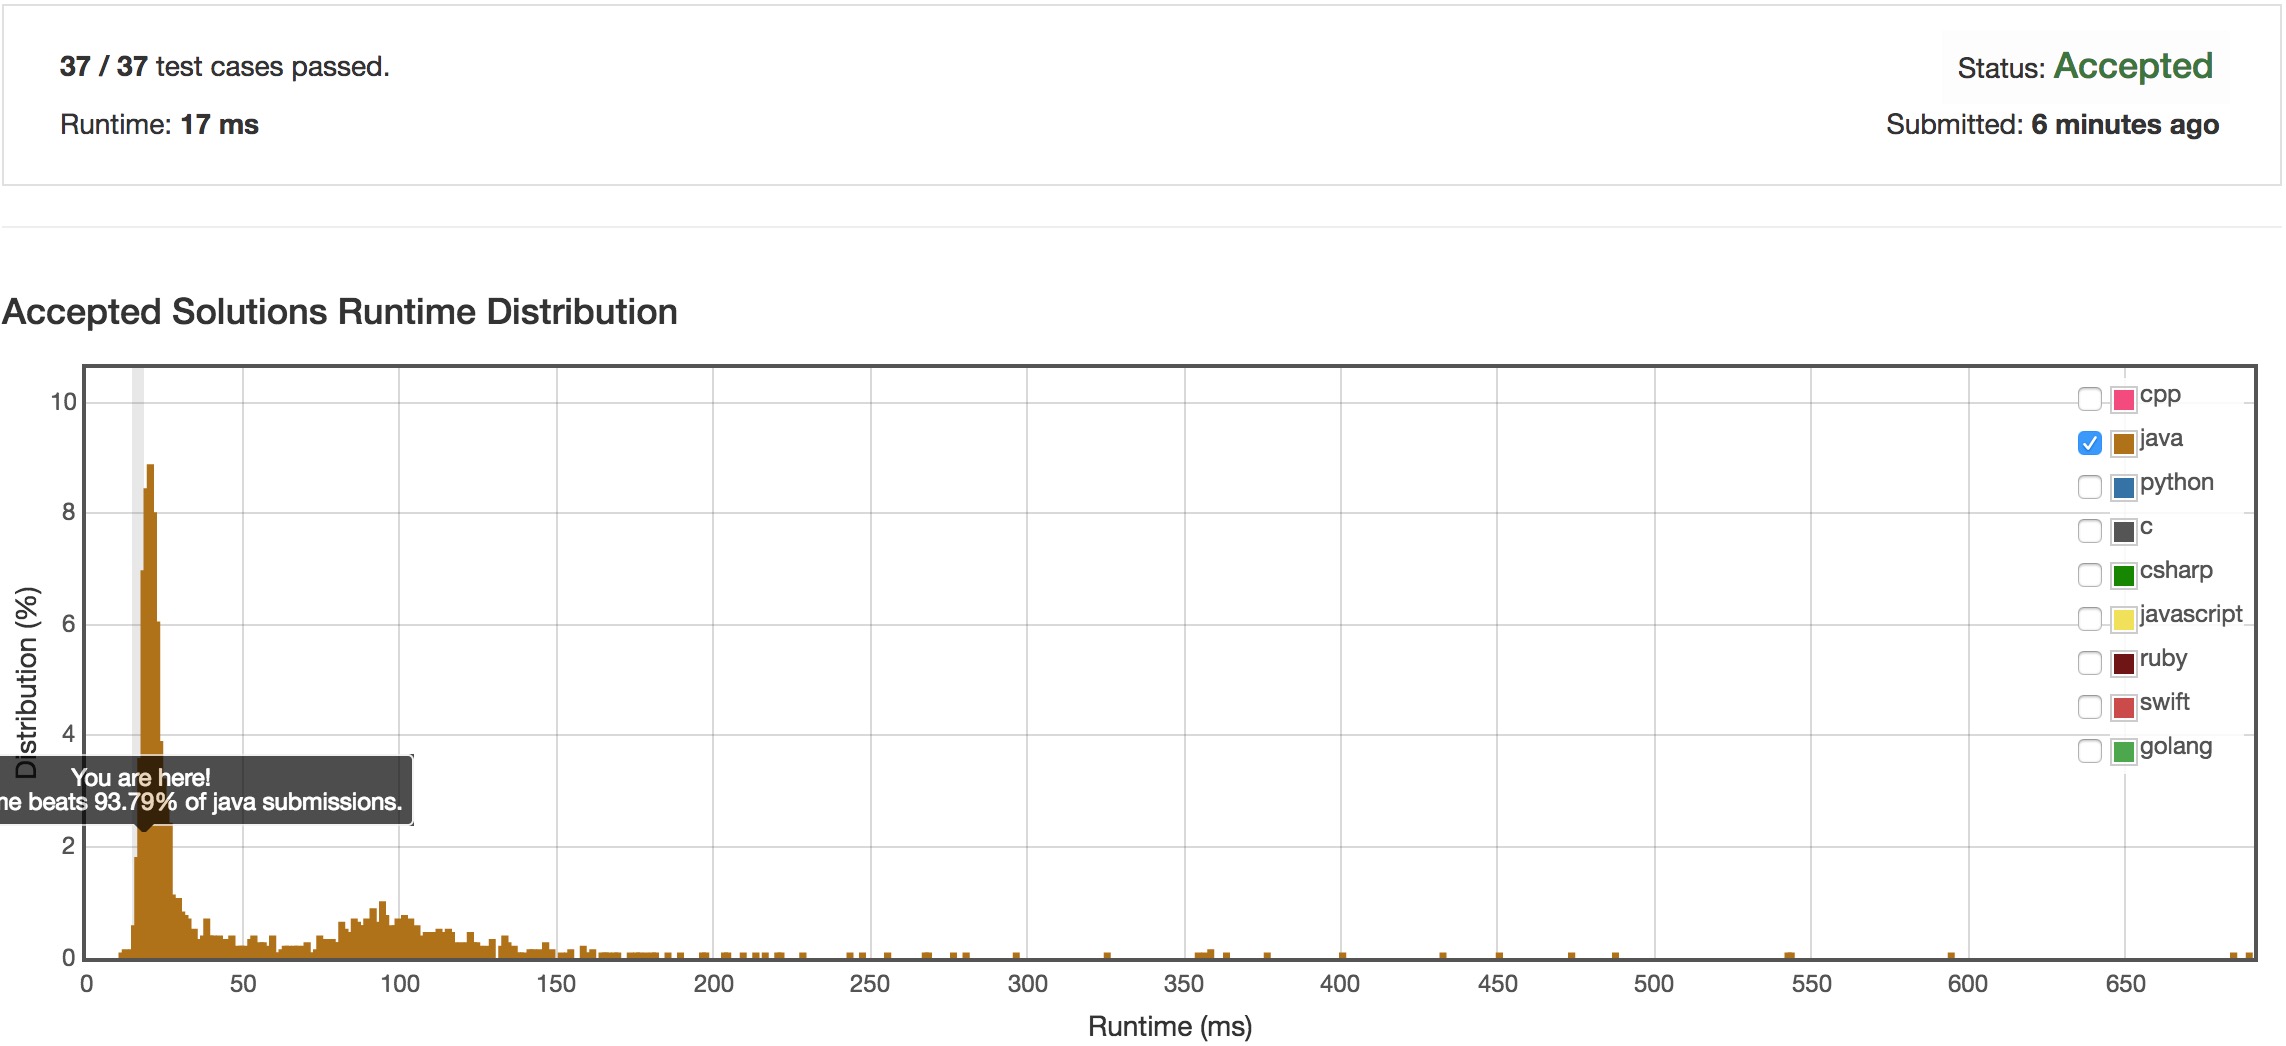 37 / 37 test cases passed.
Status: Accepted
Runtime: 17 ms
Submitted: 6 minutes ago
Accepted Solutions Runtime Distribution
Distribution (%)
10
8
6
4
2
0
You are here!
beats 93.79% of java submissions.
cpp
java
python
c
csharp
javascript
ruby
swift
golang
0 50 100 150 200 250 300 350 400 450 500 550 600 650
Runtime (ms)